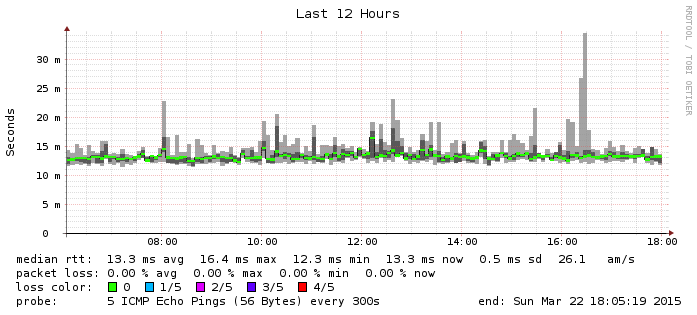 Last 12 Hours
RRDTOOL / TOBI OETIKER
Seconds
30 m
25 m
20 m
15 m
10 m
5 m
0
08:00 10:00 12:00 14:00 16:00 18:00
median rtt: 13.3 ms avg 16.4 ms max 12.3 ms min 13.3 ms now 0.5 ms sd 26.1 am/s
packet loss: 0.00 % avg 0.00 % max 0.00 % min 0.00 % now
loss color: 0 1/5 2/5 3/5 4/5
probe: 5 ICMP Echo Pings (56 Bytes) every 300s end: Sun Mar 22 18:05:19 2015